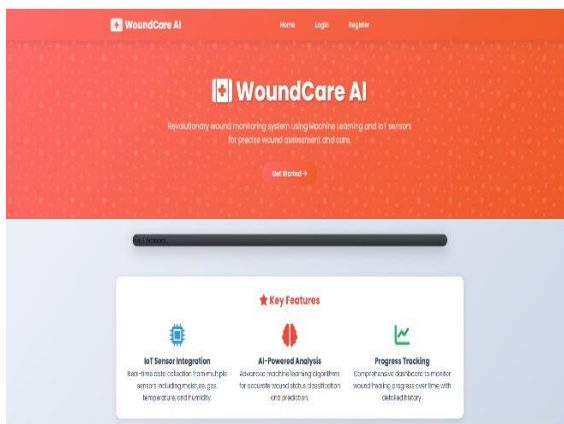 WoundCare AI
Home Login Register
WoundCare AI
Revolutionary wound monitoring system using Machine Learning and IoT sensors
for precise wound assessment and care.
Get Started →
IoT Sensors
Key Features
IoT Sensor Integration
Real-time data collection from multiple
sensors including moisture, gas,
temperature, and humidity.
AI-Powered Analysis
Advanced machine learning algorithms
for accurate wound status classification
and prediction.
Progress Tracking
Comprehensive dashboard to monitor
wound healing progress over time with
detailed history.